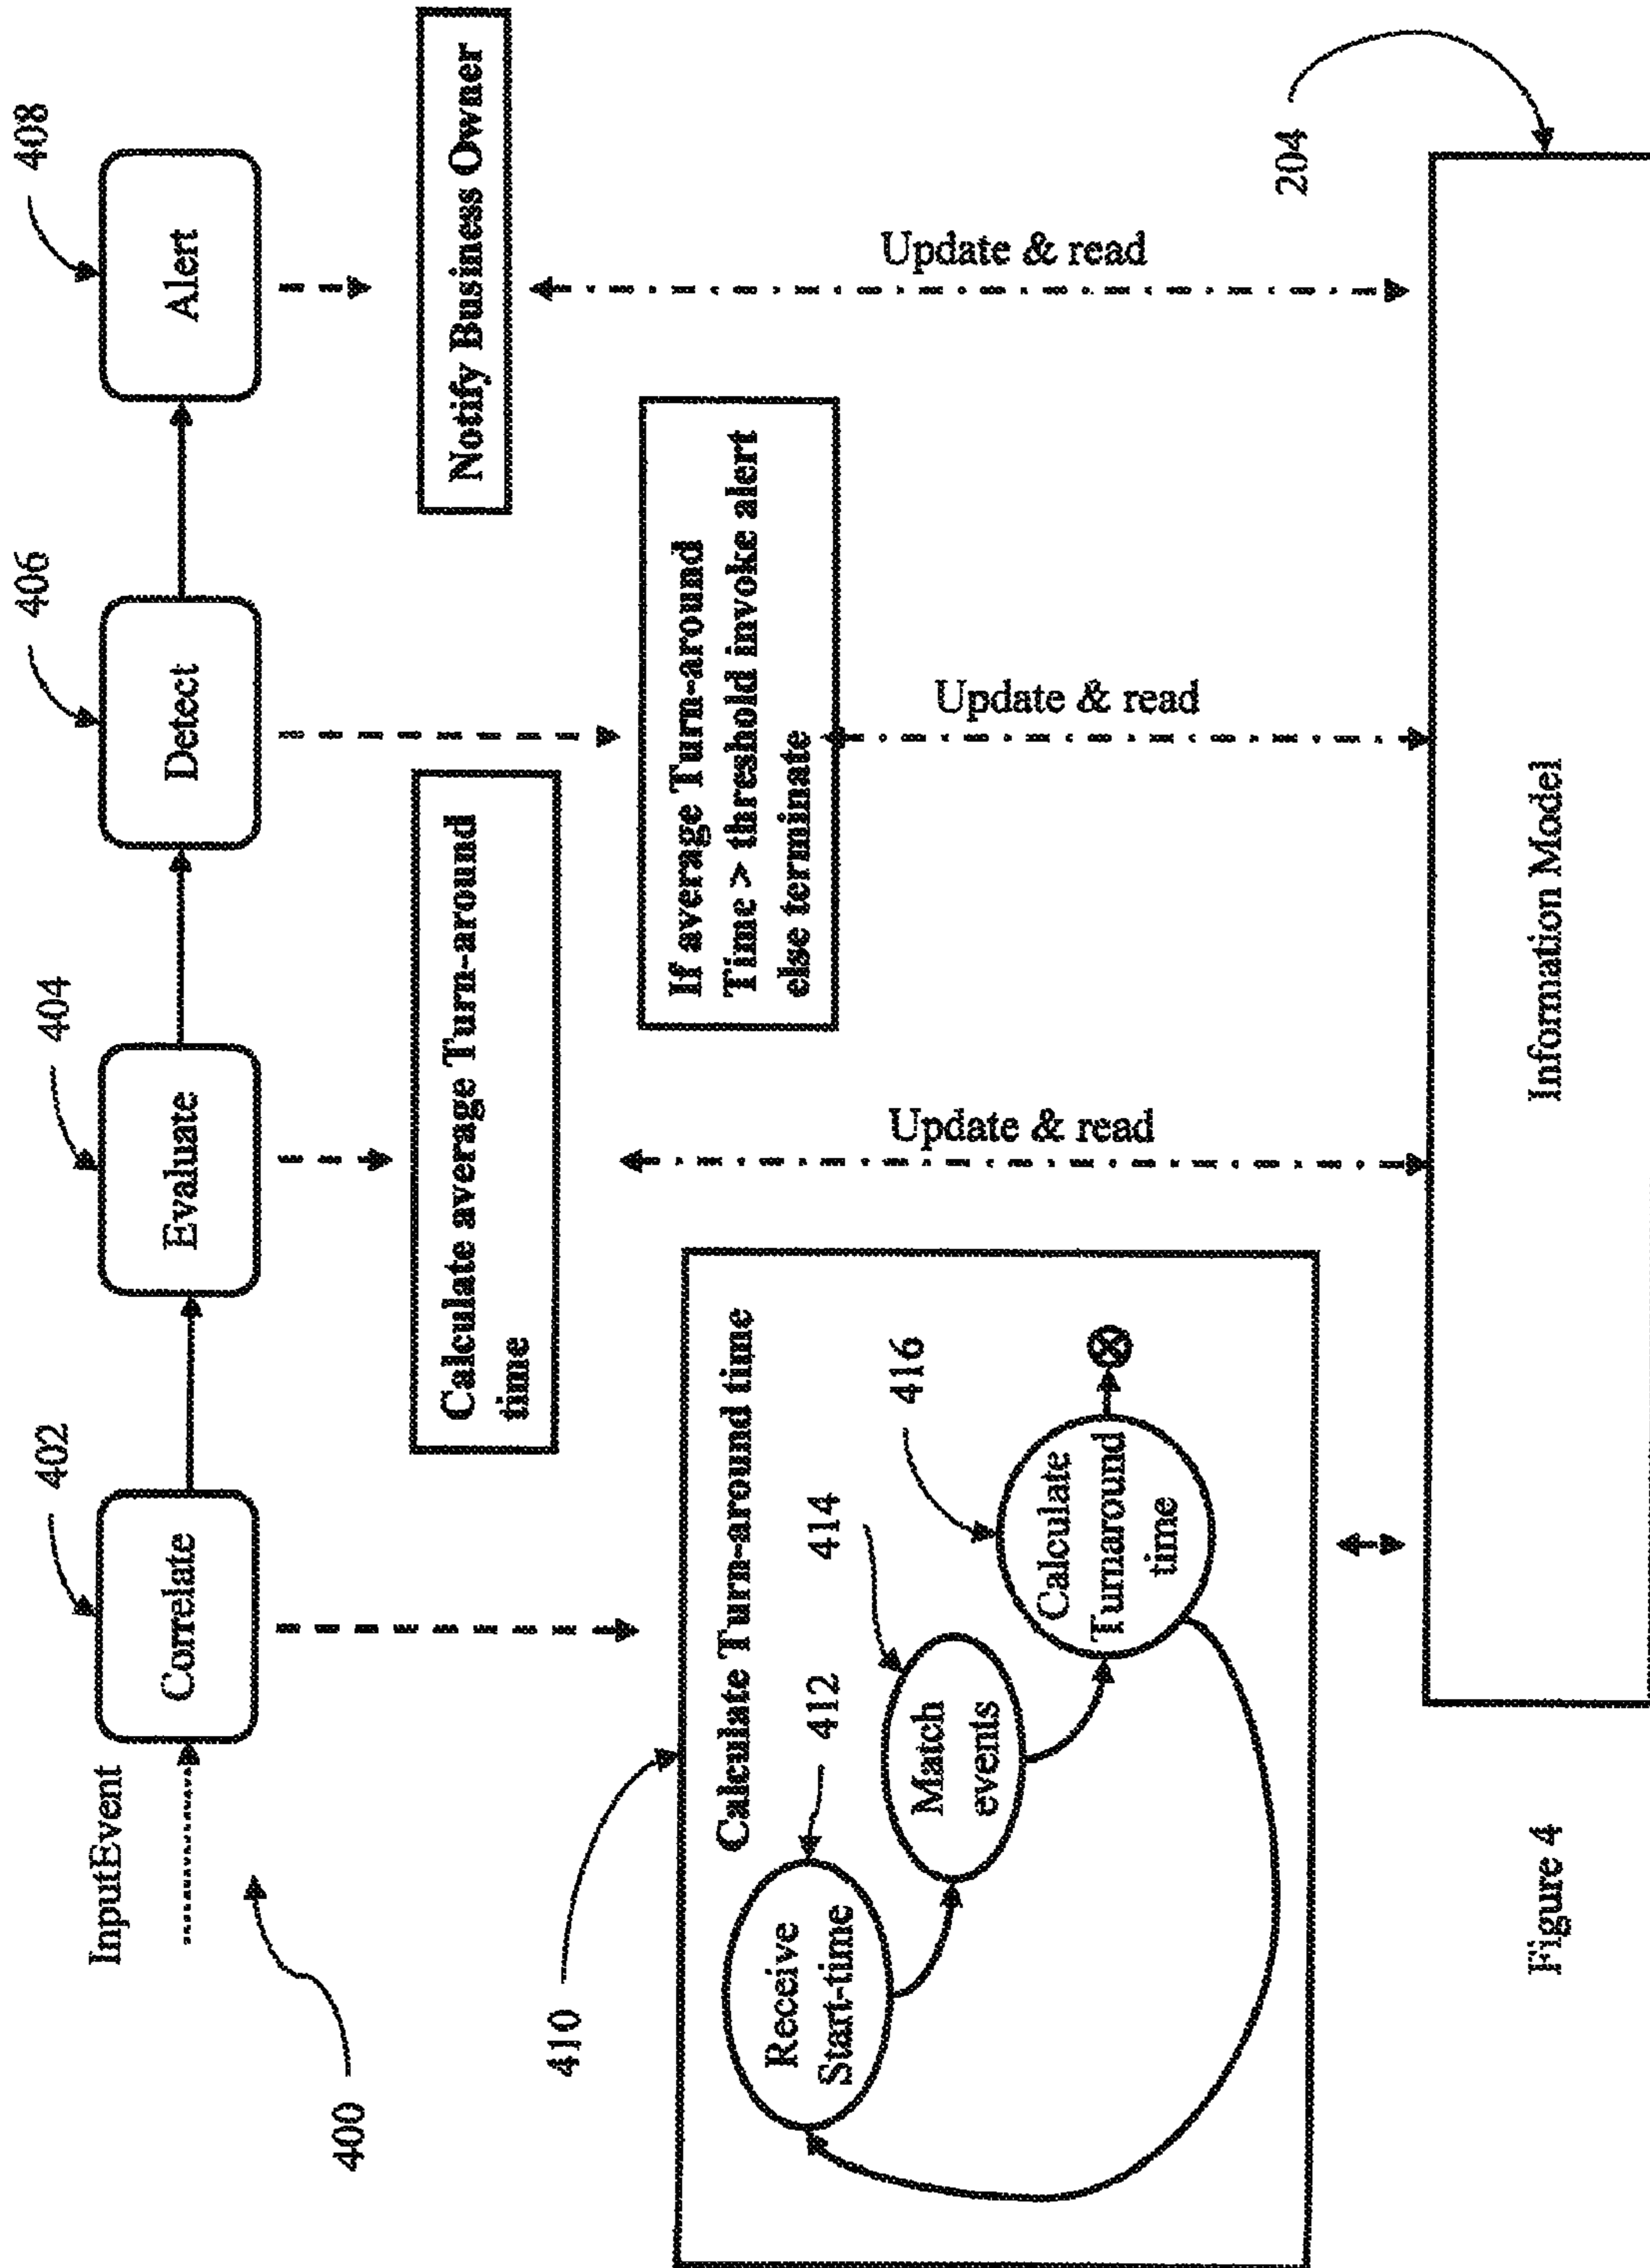 402
404
406
408
InputEvent
Correlate
Evaluate
Detect
Alert
400
Calculate average Turn-around
time
Notify Business Owner
410
If average Turn-around
Time > threshold invoke alert
else terminate
Calculate Turn-around time
Receive
Start-time
412
Match
events
414
Calculate
Turnaround
time
416
Update & read
Update & read
Update & read
204
Information Model
Figure 4